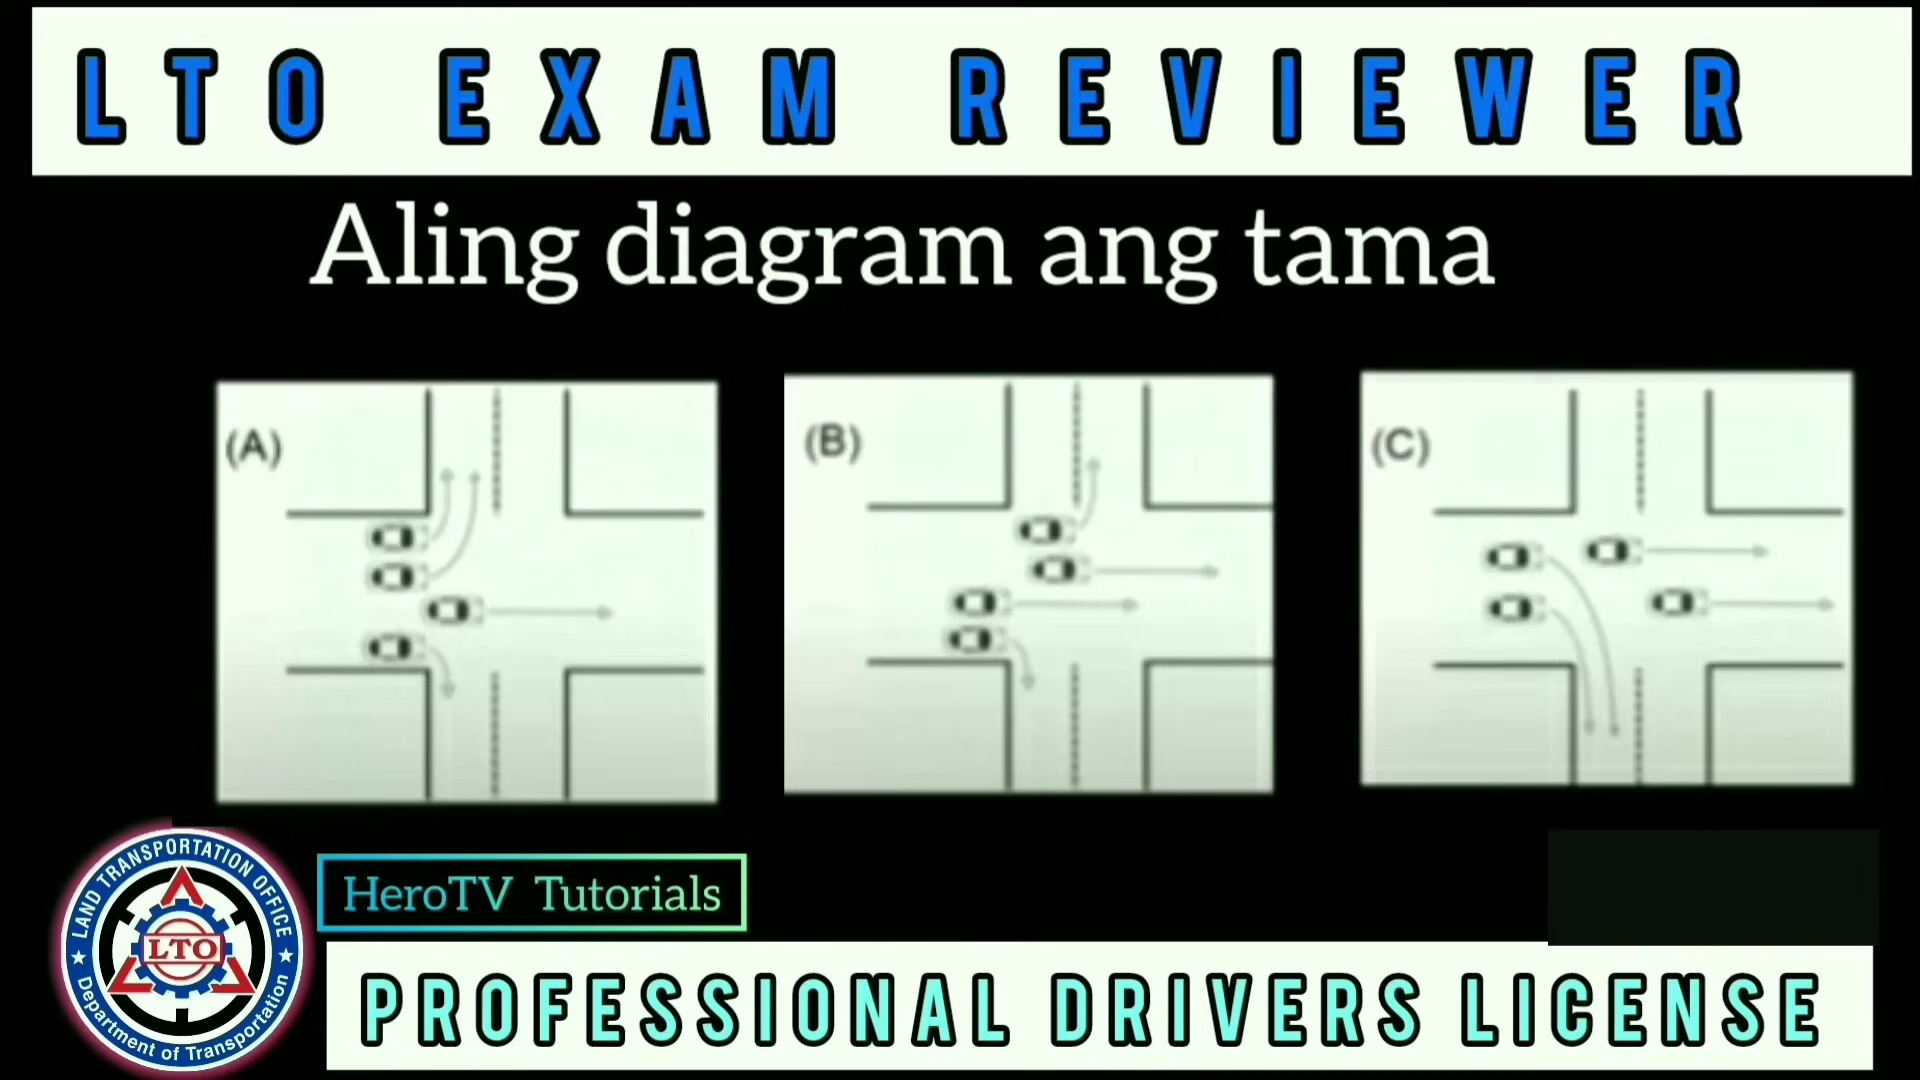 LTO EXAM REVIEWER
Aling diagram ang tama
(A)
(B)
(C)
LAND TRANSPORTATION OFFICE
LTO
Department of Transportation
HeroTV Tutorials
PROFESSIONAL DRIVERS LICENSE